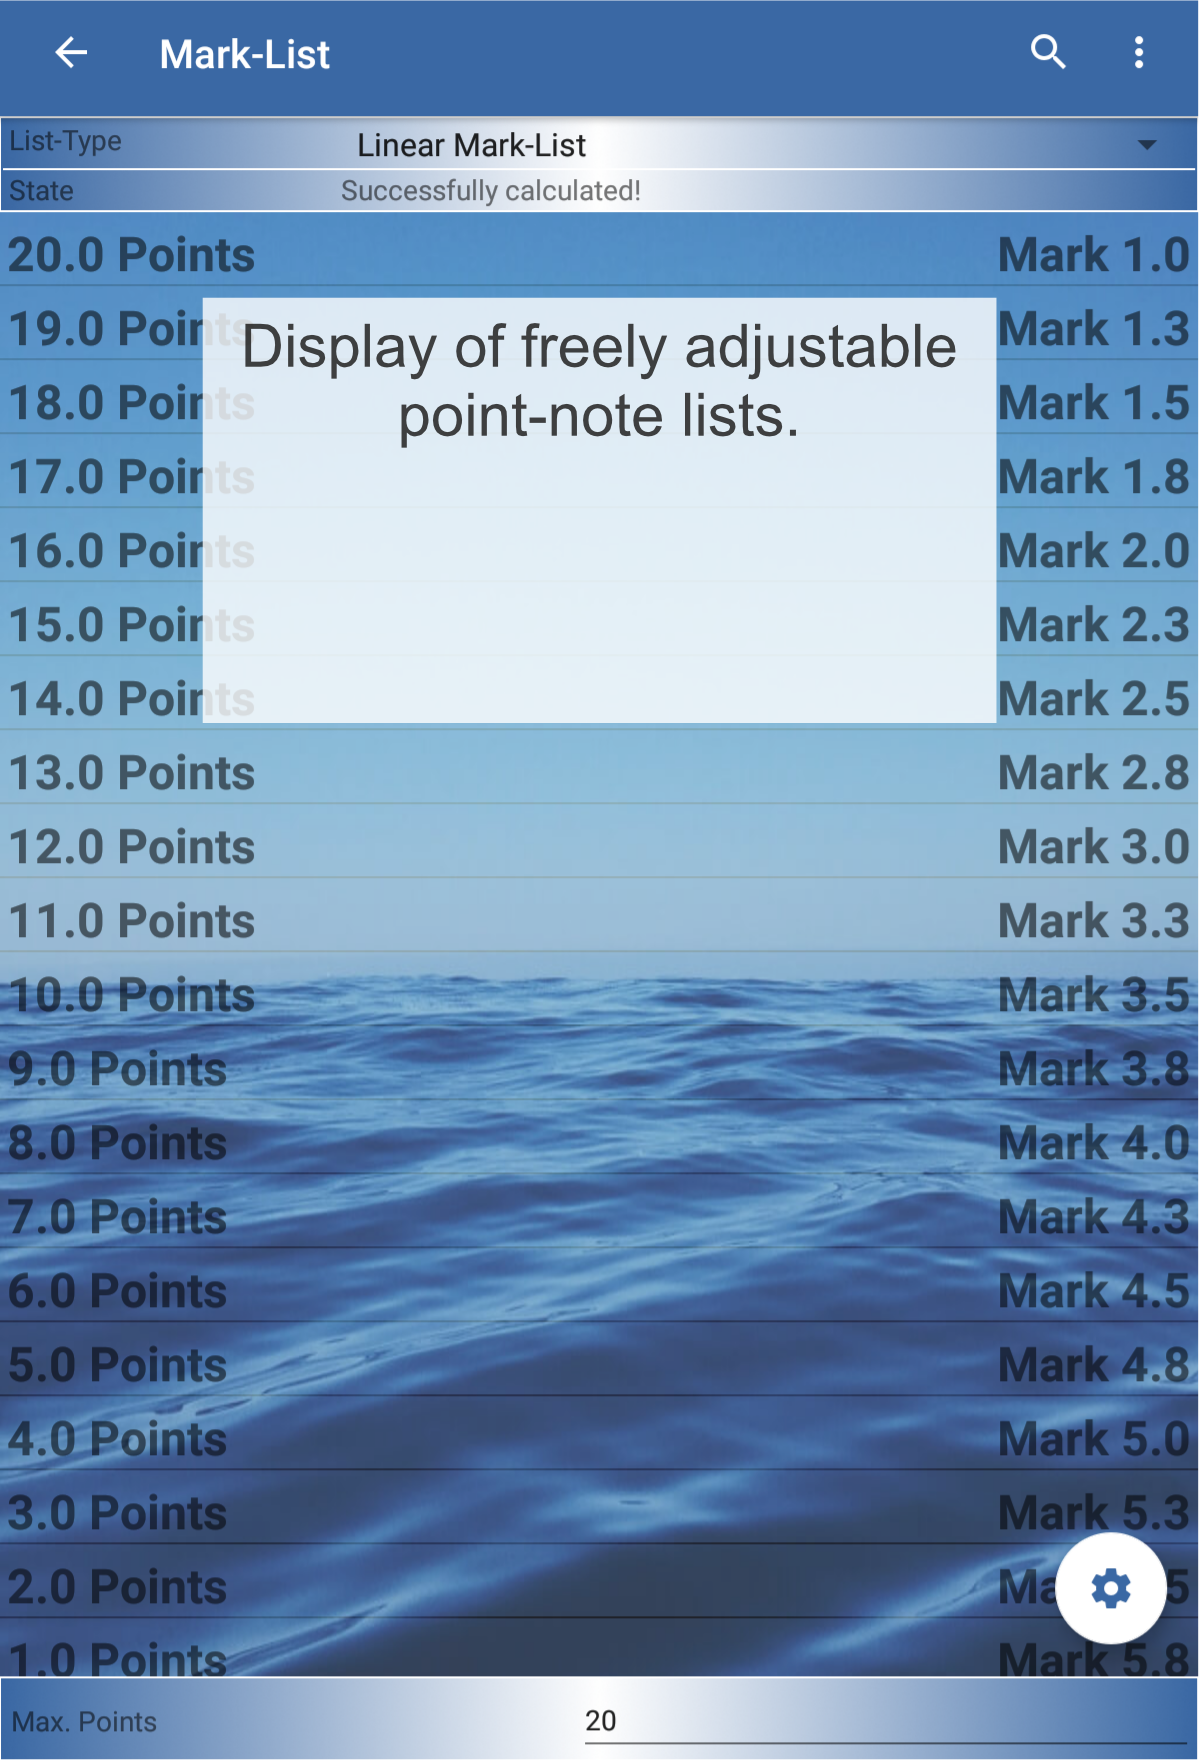 Mark-List
List-Type Linear Mark-List
State Successfully calculated!
20.0 Points Mark 1.0
19.0 Points Mark 1.3
Display of freely adjustable
point-note lists.
18.0 Points Mark 1.5
17.0 Points Mark 1.8
16.0 Points Mark 2.0
15.0 Points Mark 2.3
14.0 Points Mark 2.5
13.0 Points Mark 2.8
12.0 Points Mark 3.0
11.0 Points Mark 3.3
10.0 Points Mark 3.5
9.0 Points Mark 3.8
8.0 Points Mark 4.0
7.0 Points Mark 4.3
6.0 Points Mark 4.5
5.0 Points Mark 4.8
4.0 Points Mark 5.0
3.0 Points Mark 5.3
2.0 Points
1.0 Points Mark 5.8
Max. Points 20